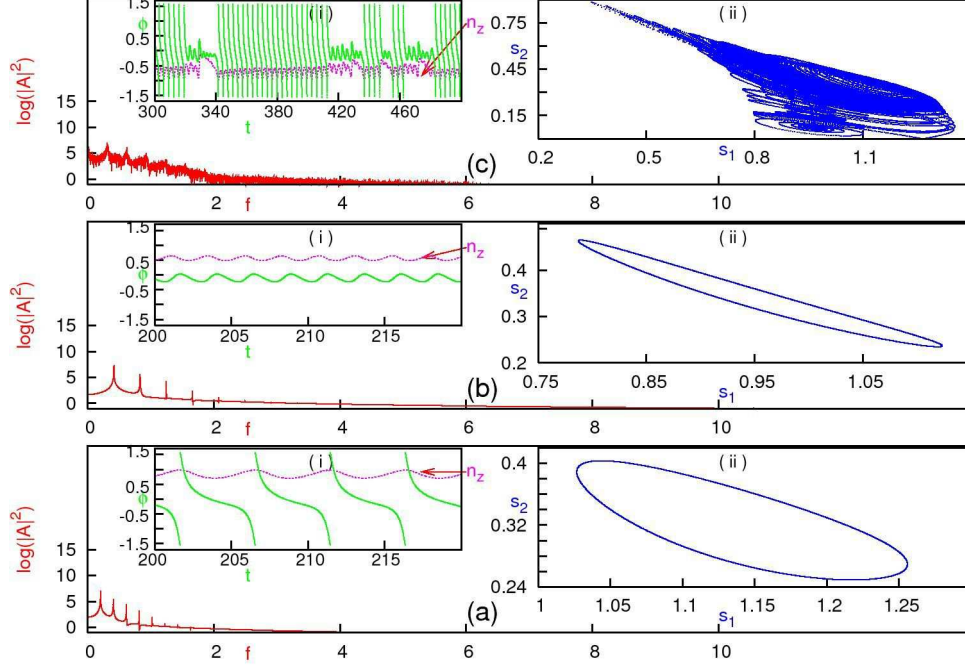 log(|A|²)
15
10
5
0
0
2
4
6
8
10
f
(c)
( i )
ϕ
1.5
0.5
-0.5
-1.5
300
340
380
420
460
t
n_z
( ii )
s₂
0.75
0.45
0.15
0.2
0.5
0.8
1.1
s₁
log(|A|²)
15
10
5
0
0
2
4
6
8
10
f
(b)
( i )
ϕ
1.5
0.5
-0.5
-1.5
200
205
210
215
t
n_z
( ii )
s₂
0.4
0.3
0.2
0.75
0.85
0.95
1.05
s₁
log(|A|²)
15
10
5
0
0
2
4
6
8
10
f
(a)
( i )
ϕ
1.5
0.5
-0.5
-1.5
200
205
210
215
t
n_z
( ii )
s₂
0.4
0.32
0.24
1
1.05
1.1
1.15
1.2
1.25
s₁